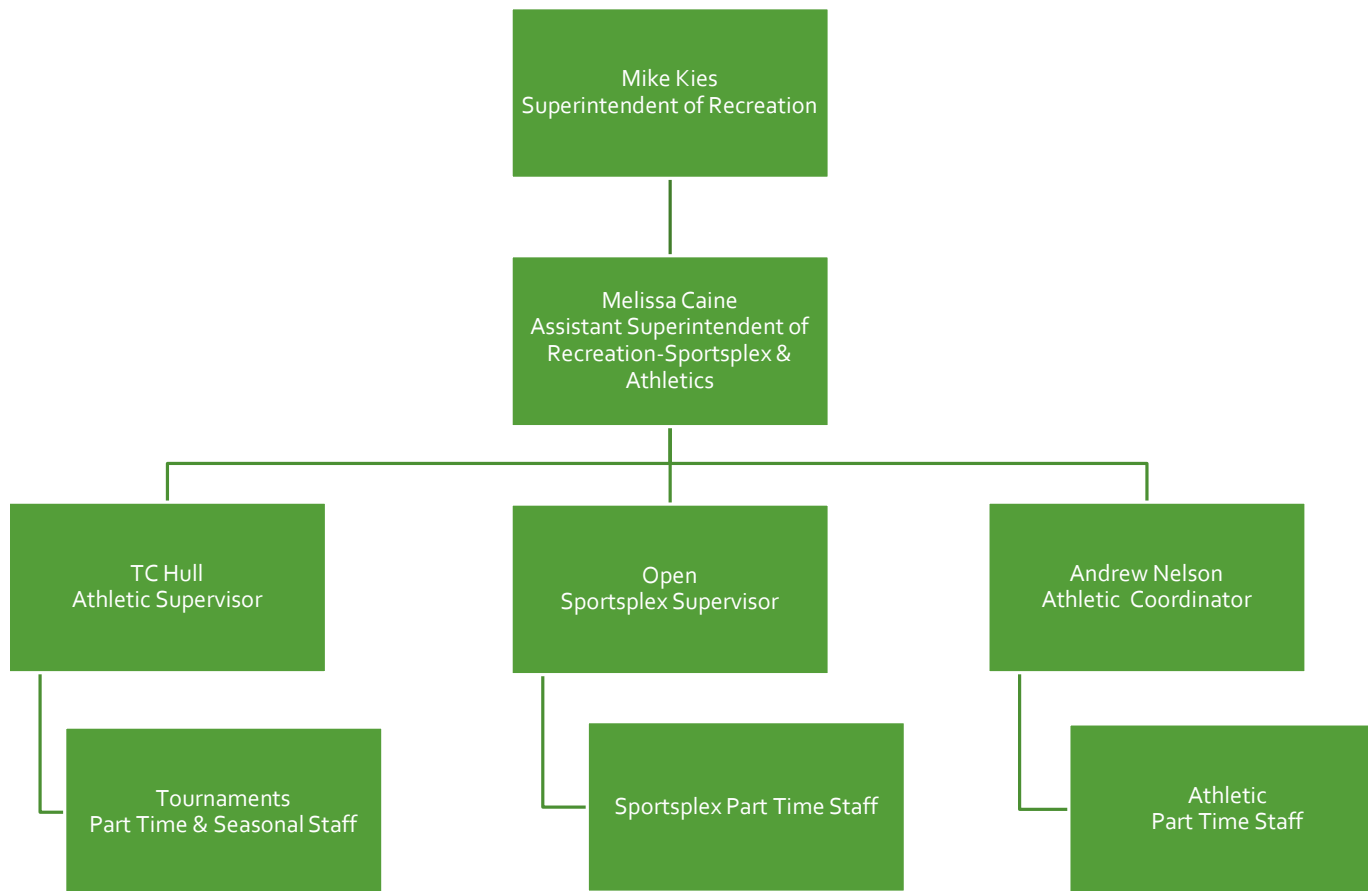 Mike Kies
Superintendent of Recreation
Melissa Caine
Assistant Superintendent of
Recreation-Sportsplex &
Athletics
TC Hull
Athletic Supervisor
Open
Sportsplex Supervisor
Andrew Nelson
Athletic Coordinator
Tournaments
Part Time & Seasonal Staff
Sportsplex Part Time Staff
Athletic
Part Time Staff